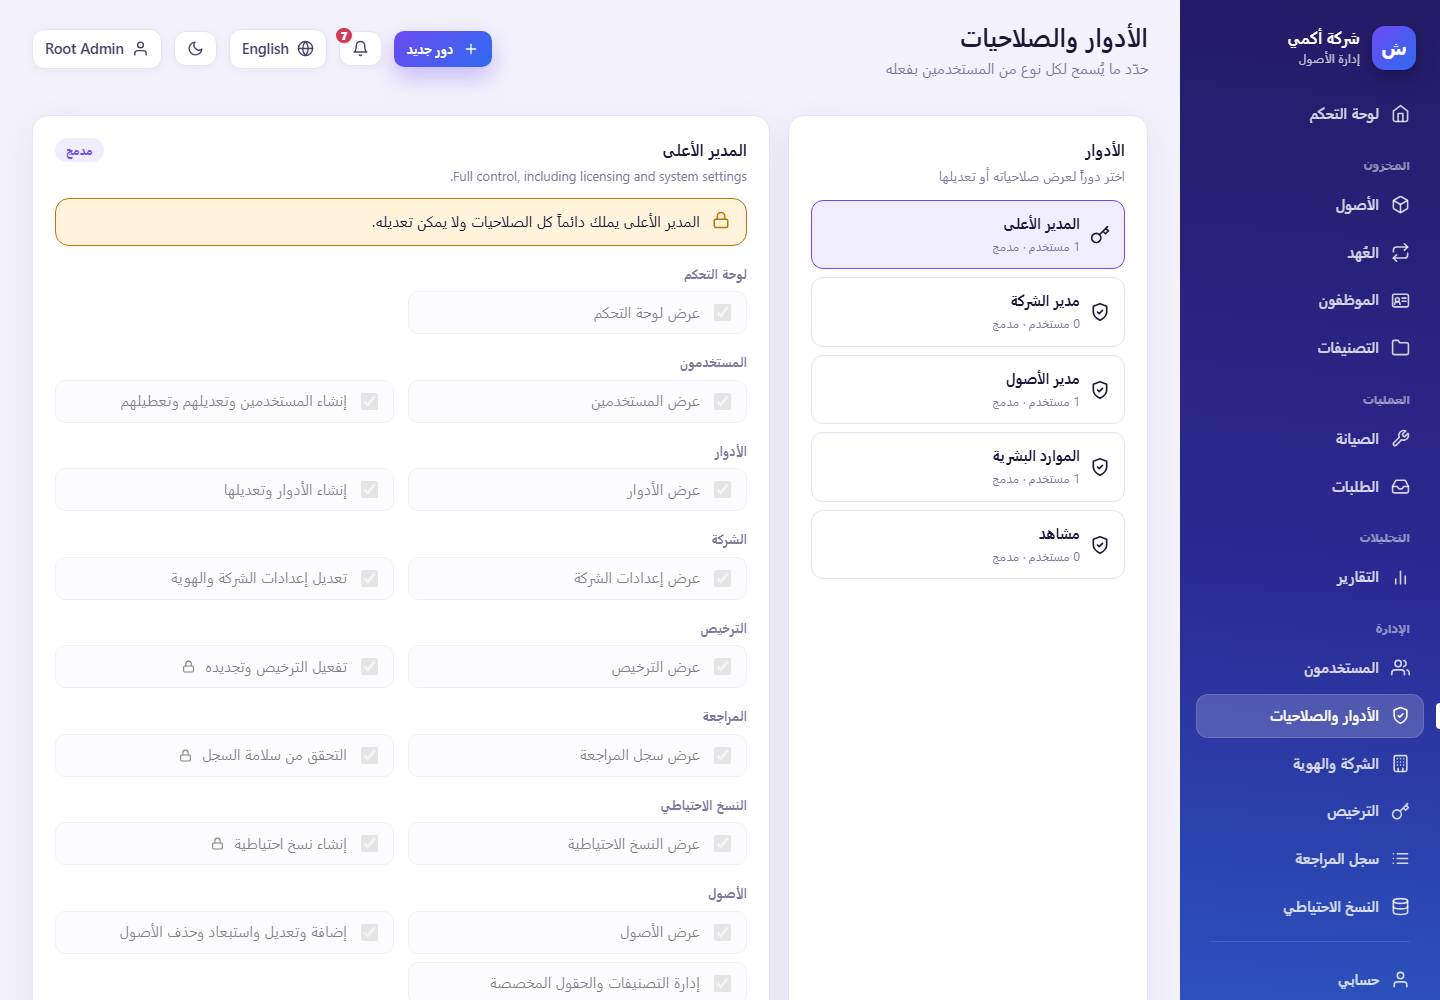 ش
شركة أكمي
إدارة الأصول
لوحة التحكم
المخزون
الأصول
العُهد
الموظفون
التصنيفات
العمليات
الصيانة
الطلبات
التحليلات
التقارير
الإدارة
المستخدمون
الأدوار والصلاحيات
الشركة والهوية
الترخيص
سجل المراجعة
النسخ الاحتياطي
حسابي
الأدوار والصلاحيات
حدّد ما يُسمح لكل نوع من المستخدمين بفعله
دور جديد
7
English
Root Admin
الأدوار
اختر دوراً لعرض صلاحياته أو تعديلها
المدير الأعلى
1 مستخدم · مدمج
مدير الشركة
0 مستخدم · مدمج
مدير الأصول
1 مستخدم · مدمج
الموارد البشرية
1 مستخدم · مدمج
مشاهد
0 مستخدم · مدمج
المدير الأعلى
مدمج
Full control, including licensing and system settings.
المدير الأعلى يملك دائماً كل الصلاحيات ولا يمكن تعديله.
لوحة التحكم
عرض لوحة التحكم
المستخدمون
عرض المستخدمين
إنشاء المستخدمين وتعديلهم وتعطيلهم
الأدوار
عرض الأدوار
إنشاء الأدوار وتعديلها
الشركة
عرض إعدادات الشركة
تعديل إعدادات الشركة والهوية
الترخيص
عرض الترخيص
تفعيل الترخيص وتجديده
المراجعة
عرض سجل المراجعة
التحقق من سلامة السجل
النسخ الاحتياطي
عرض النسخ الاحتياطية
إنشاء نسخ احتياطية
الأصول
عرض الأصول
إضافة وتعديل واستبعاد وحذف الأصول
إدارة التصنيفات والحقول المخصصة